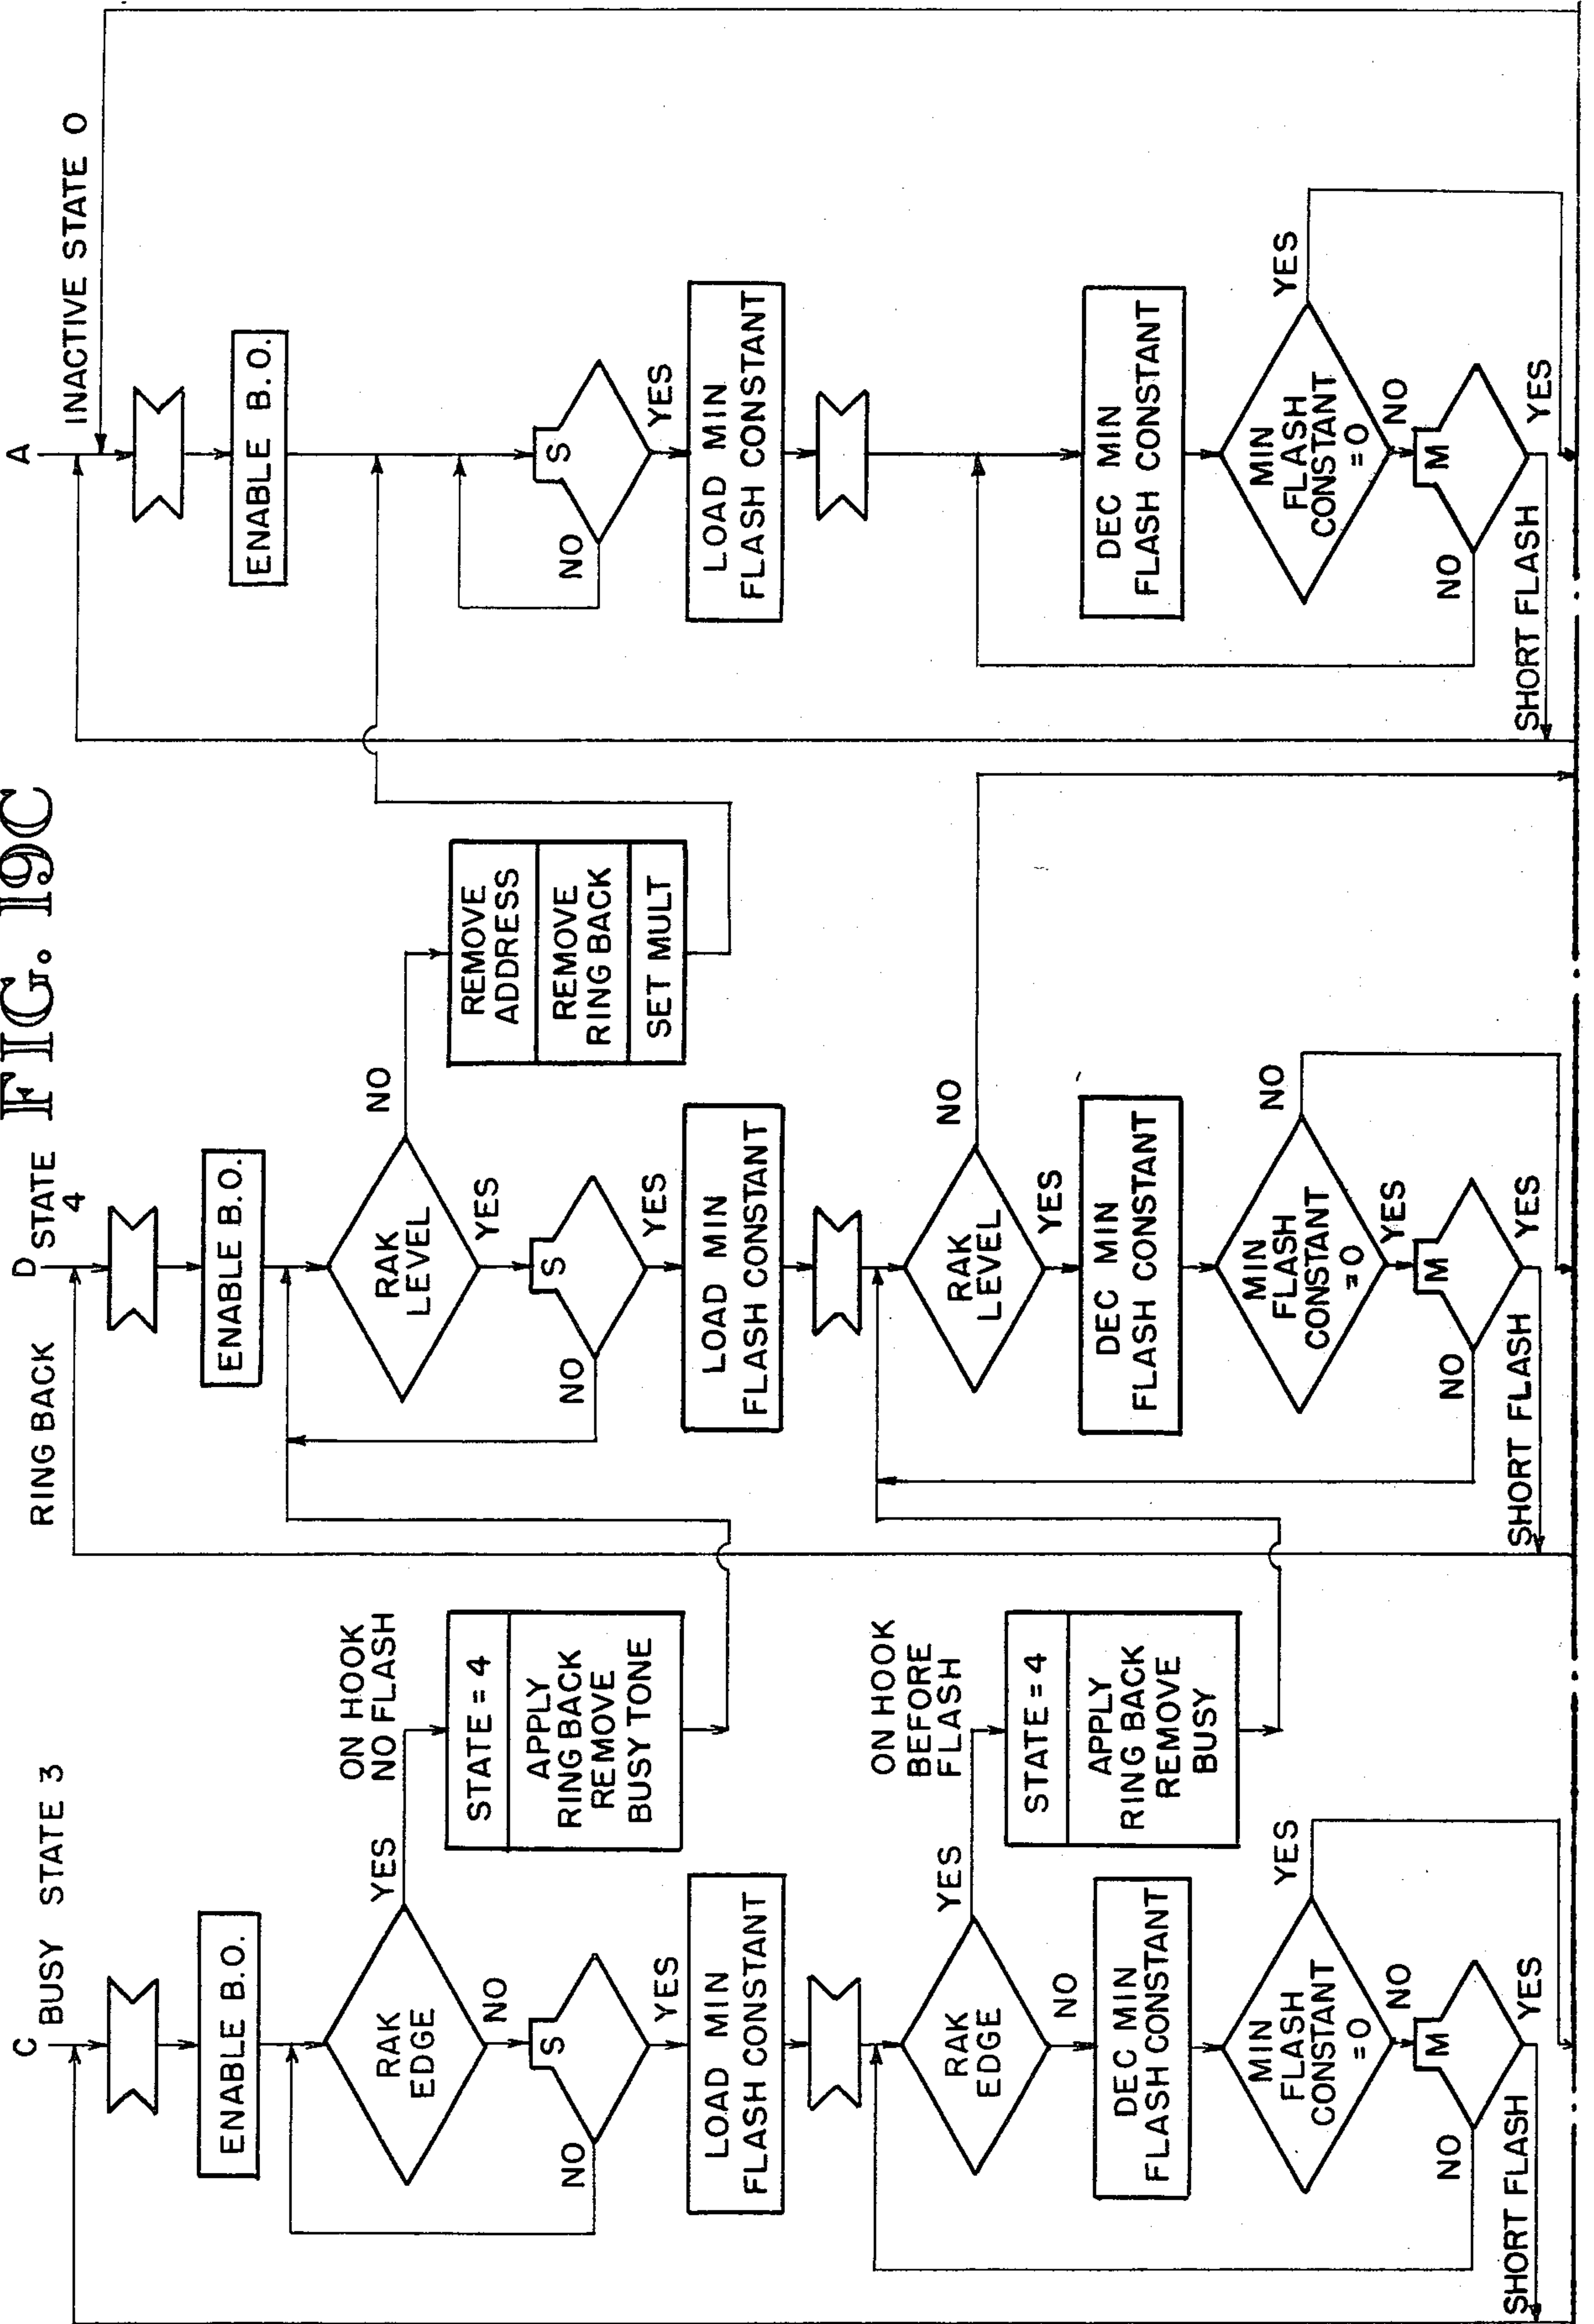 FIG. 19C
C
BUSY STATE 3
ENABLE B.O.
RAK
EDGE
YES
NO
ON HOOK
NO FLASH
STATE = 4
APPLY
RING BACK
REMOVE
BUSY TONE
S
NO
YES
LOAD MIN
FLASH CONSTANT
RAK
EDGE
YES
NO
ON HOOK
BEFORE
FLASH
STATE = 4
APPLY
RING BACK
REMOVE
BUSY
DEC MIN
FLASH CONSTANT
MIN
FLASH
CONSTANT
= 0
YES
NO
M
NO
YES
SHORT FLASH
RING BACK
D
STATE
4
ENABLE B.O.
RAK
LEVEL
NO
YES
REMOVE
ADDRESS
REMOVE
RING BACK
SET MULT
S
NO
YES
LOAD MIN
FLASH CONSTANT
RAK
LEVEL
NO
YES
DEC MIN
FLASH CONSTANT
MIN
FLASH
CONSTANT
= 0
NO
YES
M
NO
YES
SHORT FLASH
A
INACTIVE STATE 0
ENABLE B.O.
S
NO
YES
LOAD MIN
FLASH CONSTANT
DEC MIN
FLASH CONSTANT
MIN
FLASH
CONSTANT
= 0
YES
NO
M
NO
YES
SHORT FLASH